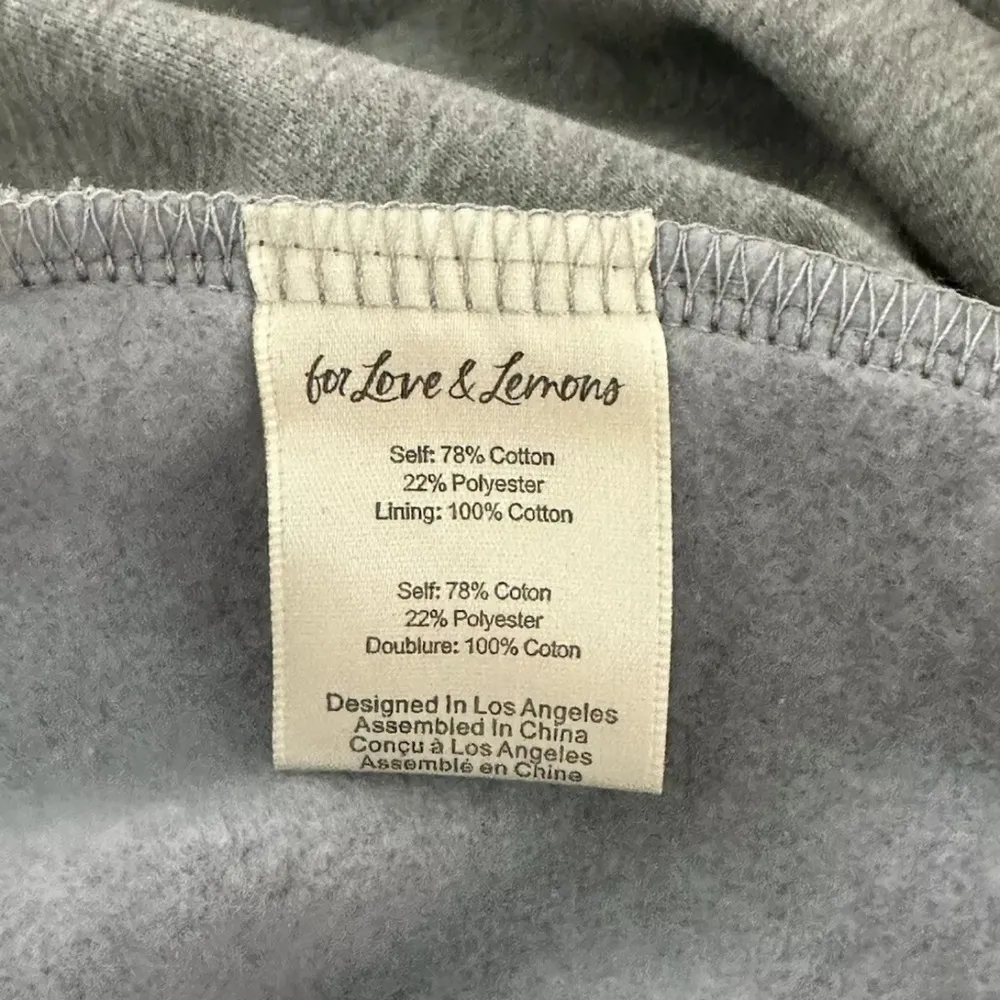 for Love & Lemons
Self: 78% Cotton
22% Polyester
Lining: 100% Cotton
Self: 78% Coton
22% Polyester
Doublure: 100% Coton
Designed In Los Angeles
Assembled In China
Conçu à Los Angeles
Assemblé en Chine